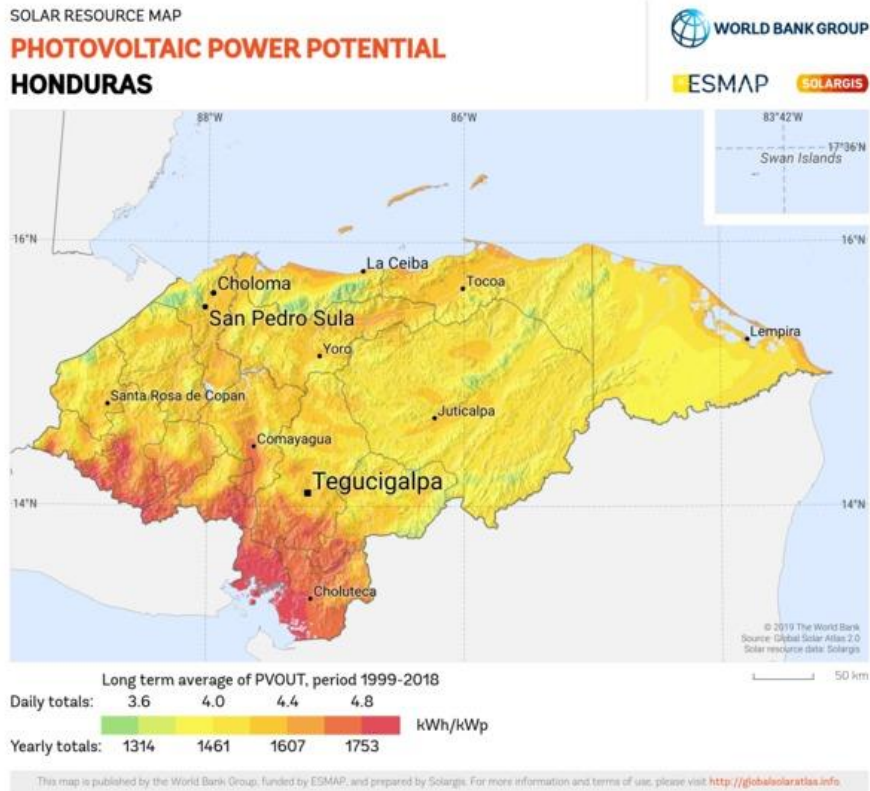 SOLAR RESOURCE MAP
PHOTOVOLTAIC POWER POTENTIAL
HONDURAS
WORLD BANK GROUP
ESMAP
SOLARGIS
88°W
86°W
83°42'W
17°36'N
Swan Islands
16°N
16°N
La Ceiba
Choloma
Tocoa
San Pedro Sula
Lempira
Yoro
Santa Rosa de Copan
Juticalpa
Comayagua
Tegucigalpa
14°N
14°N
Choluteca
© 2019 The World Bank
Source: Global Solar Atlas 2.0
Solar resource data: Solargis
50 km
Long term average of PVOUT, period 1999-2018
Daily totals: 3.6 4.0 4.4 4.8
kWh/kWp
Yearly totals: 1314 1461 1607 1753
This map is published by the World Bank Group, funded by ESMAP, and prepared by Solargis. For more information and terms of use, please visit http://globalsolaratlas.info.